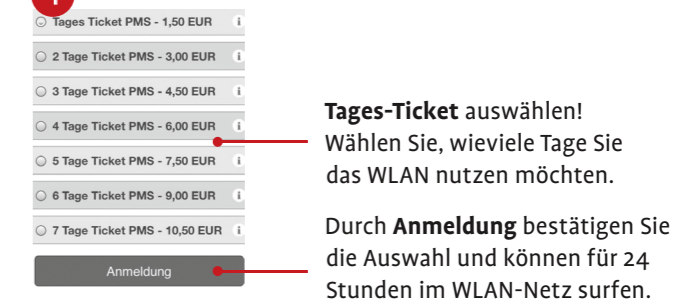 Tages Ticket PMS - 1,50 EUR i
2 Tage Ticket PMS - 3,00 EUR i
3 Tage Ticket PMS - 4,50 EUR i
4 Tage Ticket PMS - 6,00 EUR i
5 Tage Ticket PMS - 7,50 EUR i
6 Tage Ticket PMS - 9,00 EUR i
7 Tage Ticket PMS - 10,50 EUR i
Anmeldung
Tages-Ticket auswählen!
Wählen Sie, wieviele Tage Sie
das WLAN nutzen möchten.
Durch Anmeldung bestätigen Sie
die Auswahl und können für 24
Stunden im WLAN-Netz surfen.